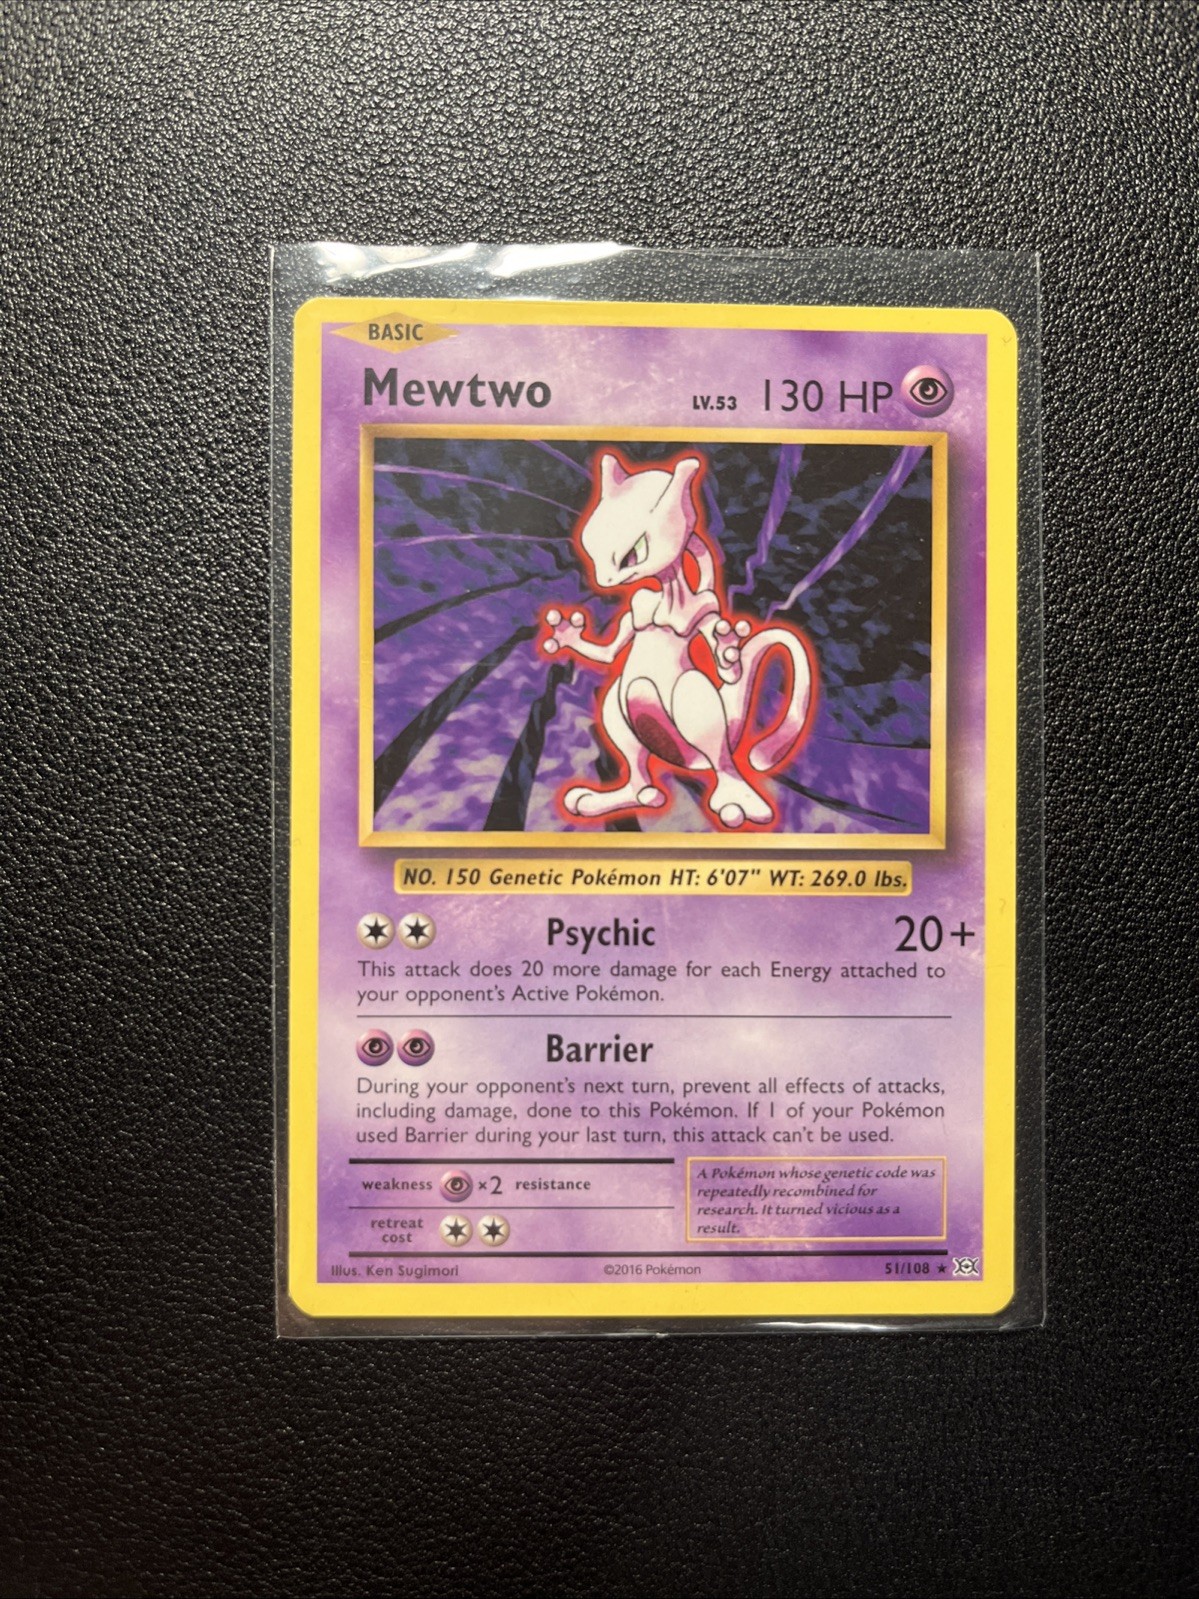 BASIC
Mewtwo LV.53 130 HP
NO. 150 Genetic Pokémon HT: 6'07" WT: 269.0 lbs.
Psychic 20+
This attack does 20 more damage for each Energy attached to
your opponent's Active Pokémon.
Barrier
During your opponent's next turn, prevent all effects of attacks,
including damage, done to this Pokémon. If 1 of your Pokémon
used Barrier during your last turn, this attack can't be used.
weakness ×2 resistance
retreat
cost
A Pokémon whose genetic code was
repeatedly recombined for
research. It turned vicious as a
result.
Illus. Ken Sugimori ©2016 Pokémon 51/108 ★